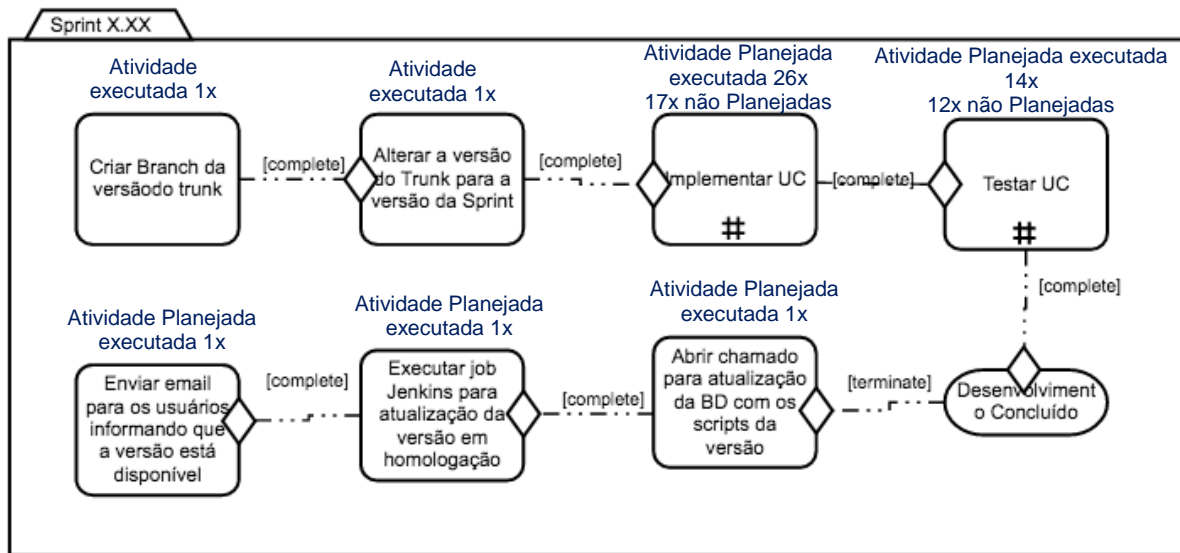 Sprint X.XX
Atividade
executada 1x
Atividade
executada 1x
Atividade Planejada
executada 26x
17x não Planejadas
Atividade Planejada executada
14x
12x não Planejadas
Criar Branch da
versãodo trunk
[complete]
Alterar a versão
do Trunk para a
versão da Sprint
[complete]
Implementar UC
[complete]
Testar UC
[complete]
Atividade Planejada
executada 1x
Atividade Planejada
executada 1x
Atividade Planejada
executada 1x
Enviar email
para os usuários
informando que
a versão está
disponível
[complete]
Executar job
Jenkins para
atualização da
versão em
homologação
[complete]
Abrir chamado
para atualização
da BD com os
scripts da
versão
[terminate]
Desenvolviment
o Concluído